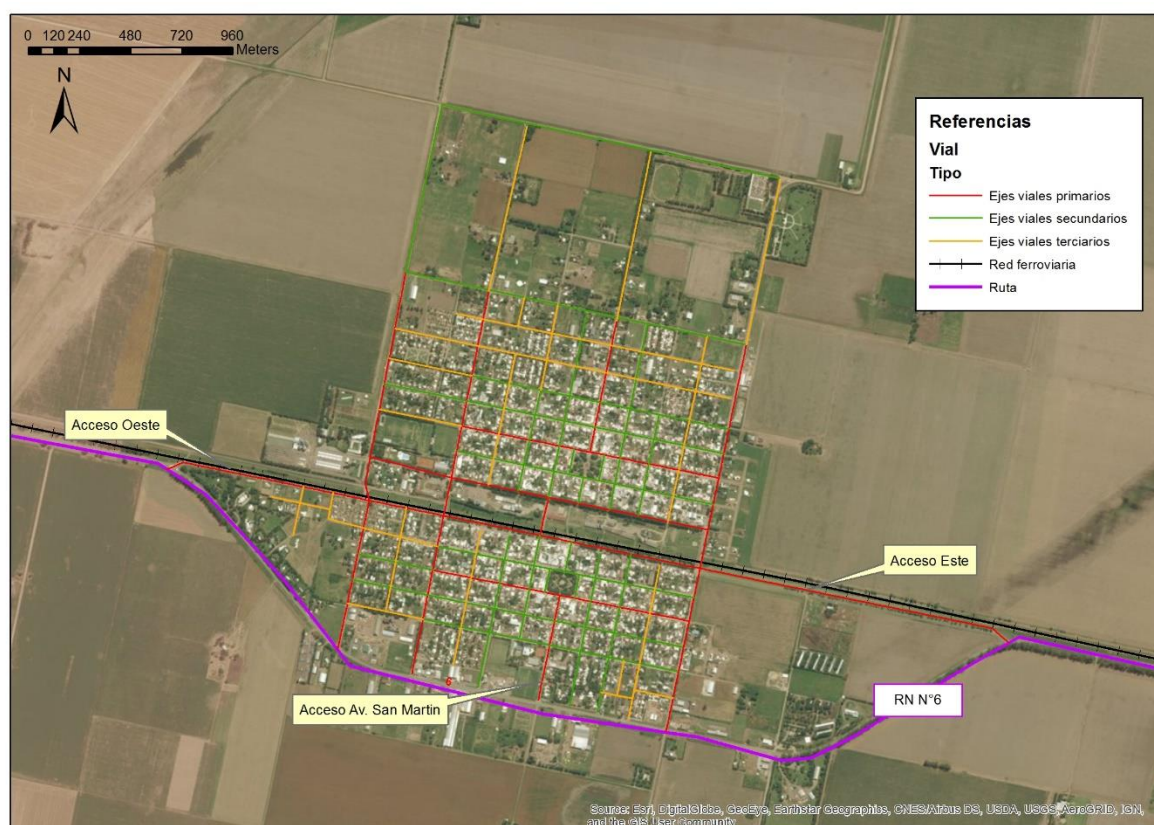 0 120 240 480 720 960
Meters
N
Referencias
Vial
Tipo
Ejes viales primarios
Ejes viales secundarios
Ejes viales terciarios
Red ferroviaria
Ruta
Acceso Oeste
Acceso Este
RN N°6
6
Acceso Av. San Martin
Source: Esri, DigitalGlobe, GeoEye, Earthstar Geographics, CNES/Airbus DS, USDA, USGS, AeroGRID, IGN,
and the GIS User Community